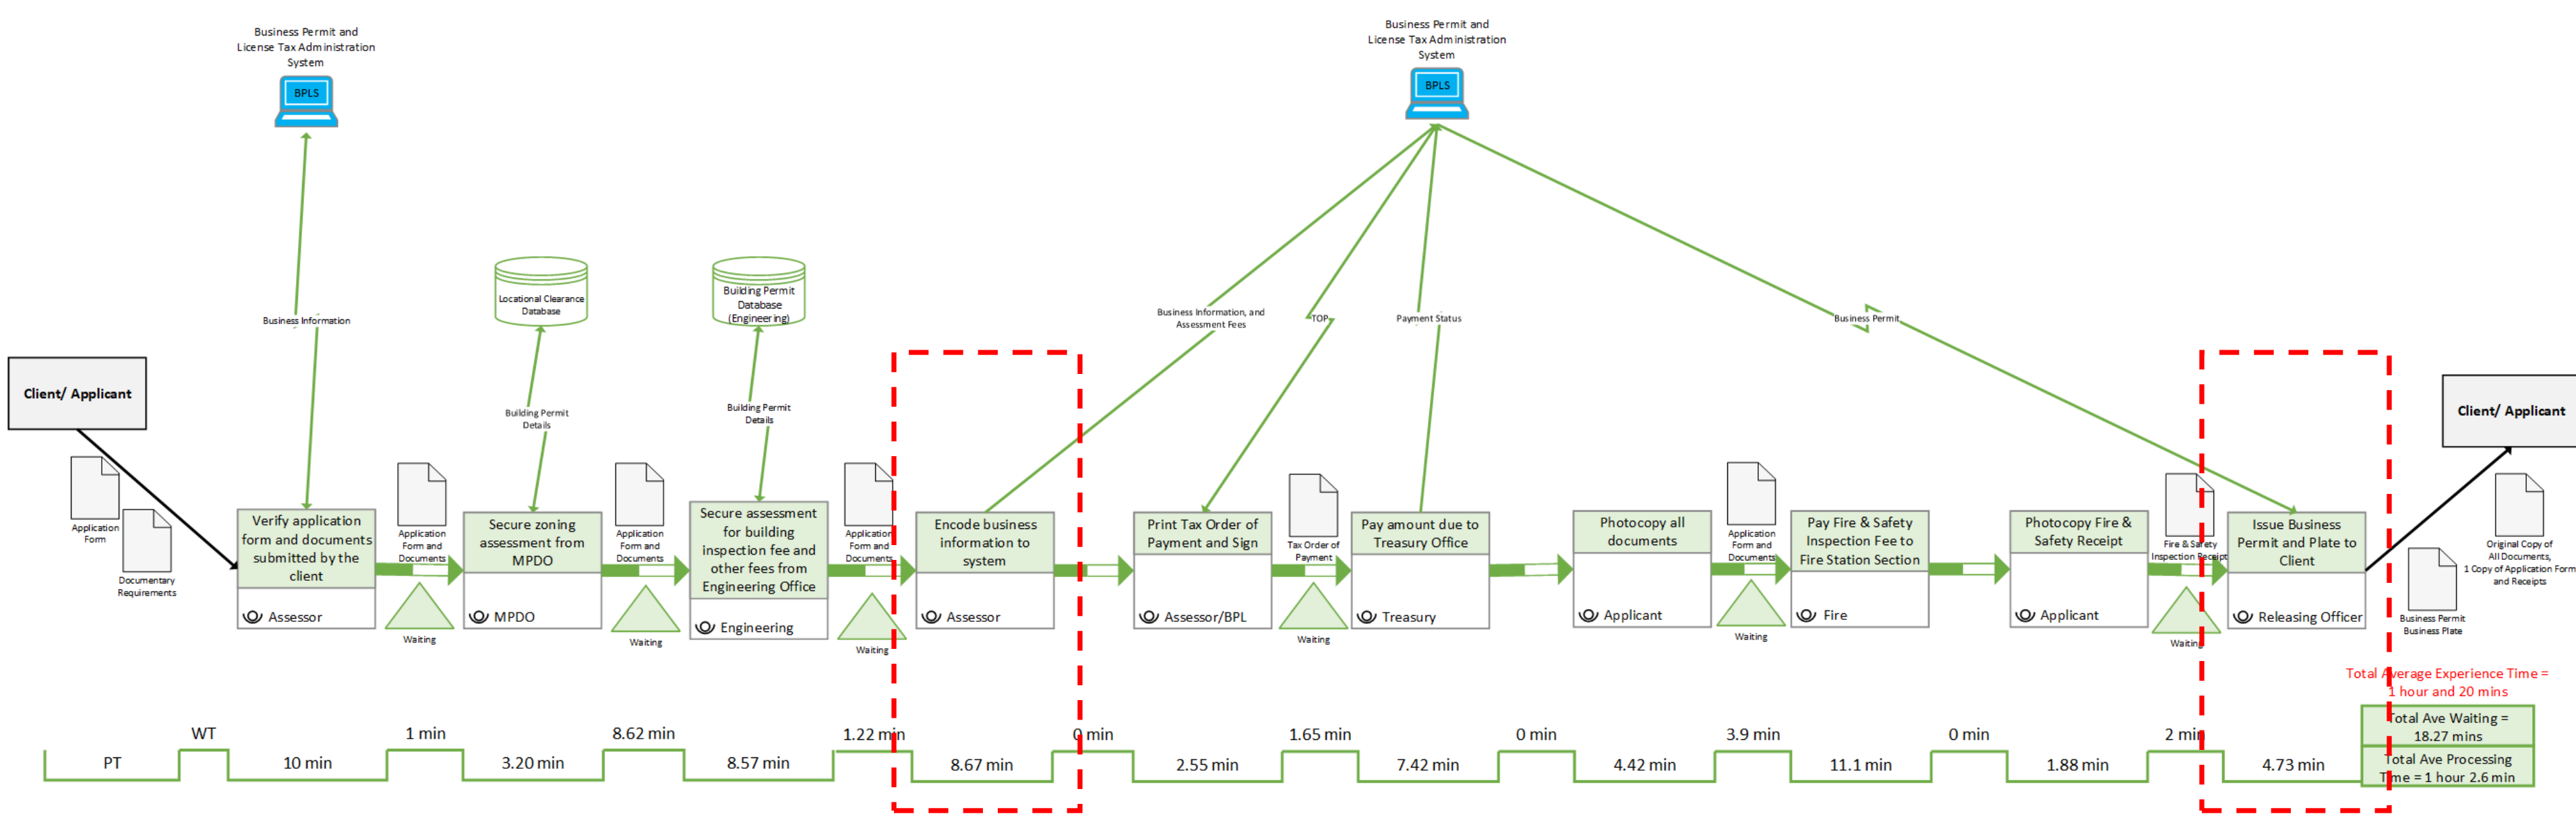 Business Permit and
License Tax Administration
System
BPLS
Business Permit and
License Tax Administration
System
BPLS
Locational Clearance
Database
Building Permit
Database
(Engineering)
Business Information
Business Information, and
Assessment Fees
TOP
Payment Status
Business Permit
Building Permit
Details
Building Permit
Details
Client/ Applicant
Client/ Applicant
Application
Form
Documentary
Requirements
Verify application
form and documents
submitted by the
client
Assessor
Application
Form and
Documents
Waiting
Secure zoning
assessment from
MPDO
MPDO
Application
Form and
Documents
Waiting
Secure assessment
for building
inspection fee and
other fees from
Engineering Office
Engineering
Application
Form and
Documents
Waiting
Encode business
information to
system
Assessor
Print Tax Order of
Payment and Sign
Assessor/BPL
Tax Order of
Payment
Waiting
Pay amount due to
Treasury Office
Treasury
Photocopy all
documents
Applicant
Application
Form and
Documents
Waiting
Pay Fire & Safety
Inspection Fee to
Fire Station Section
Fire
Photocopy Fire &
Safety Receipt
Applicant
Fire & Safety
Inspection Receipt
Waiting
Issue Business
Permit and Plate to
Client
Releasing Officer
Business Permit
Business Plate
Original Copy of
All Documents,
1 Copy of Application Form
and Receipts
Total Average Experience Time =
1 hour and 20 mins
Total Ave Waiting =
18.27 mins
Total Ave Processing
Time = 1 hour 2.6 min
WT
1 min
8.62 min
1.22 min
0 min
1.65 min
0 min
3.9 min
0 min
2 min
PT
10 min
3.20 min
8.57 min
8.67 min
2.55 min
7.42 min
4.42 min
11.1 min
1.88 min
4.73 min